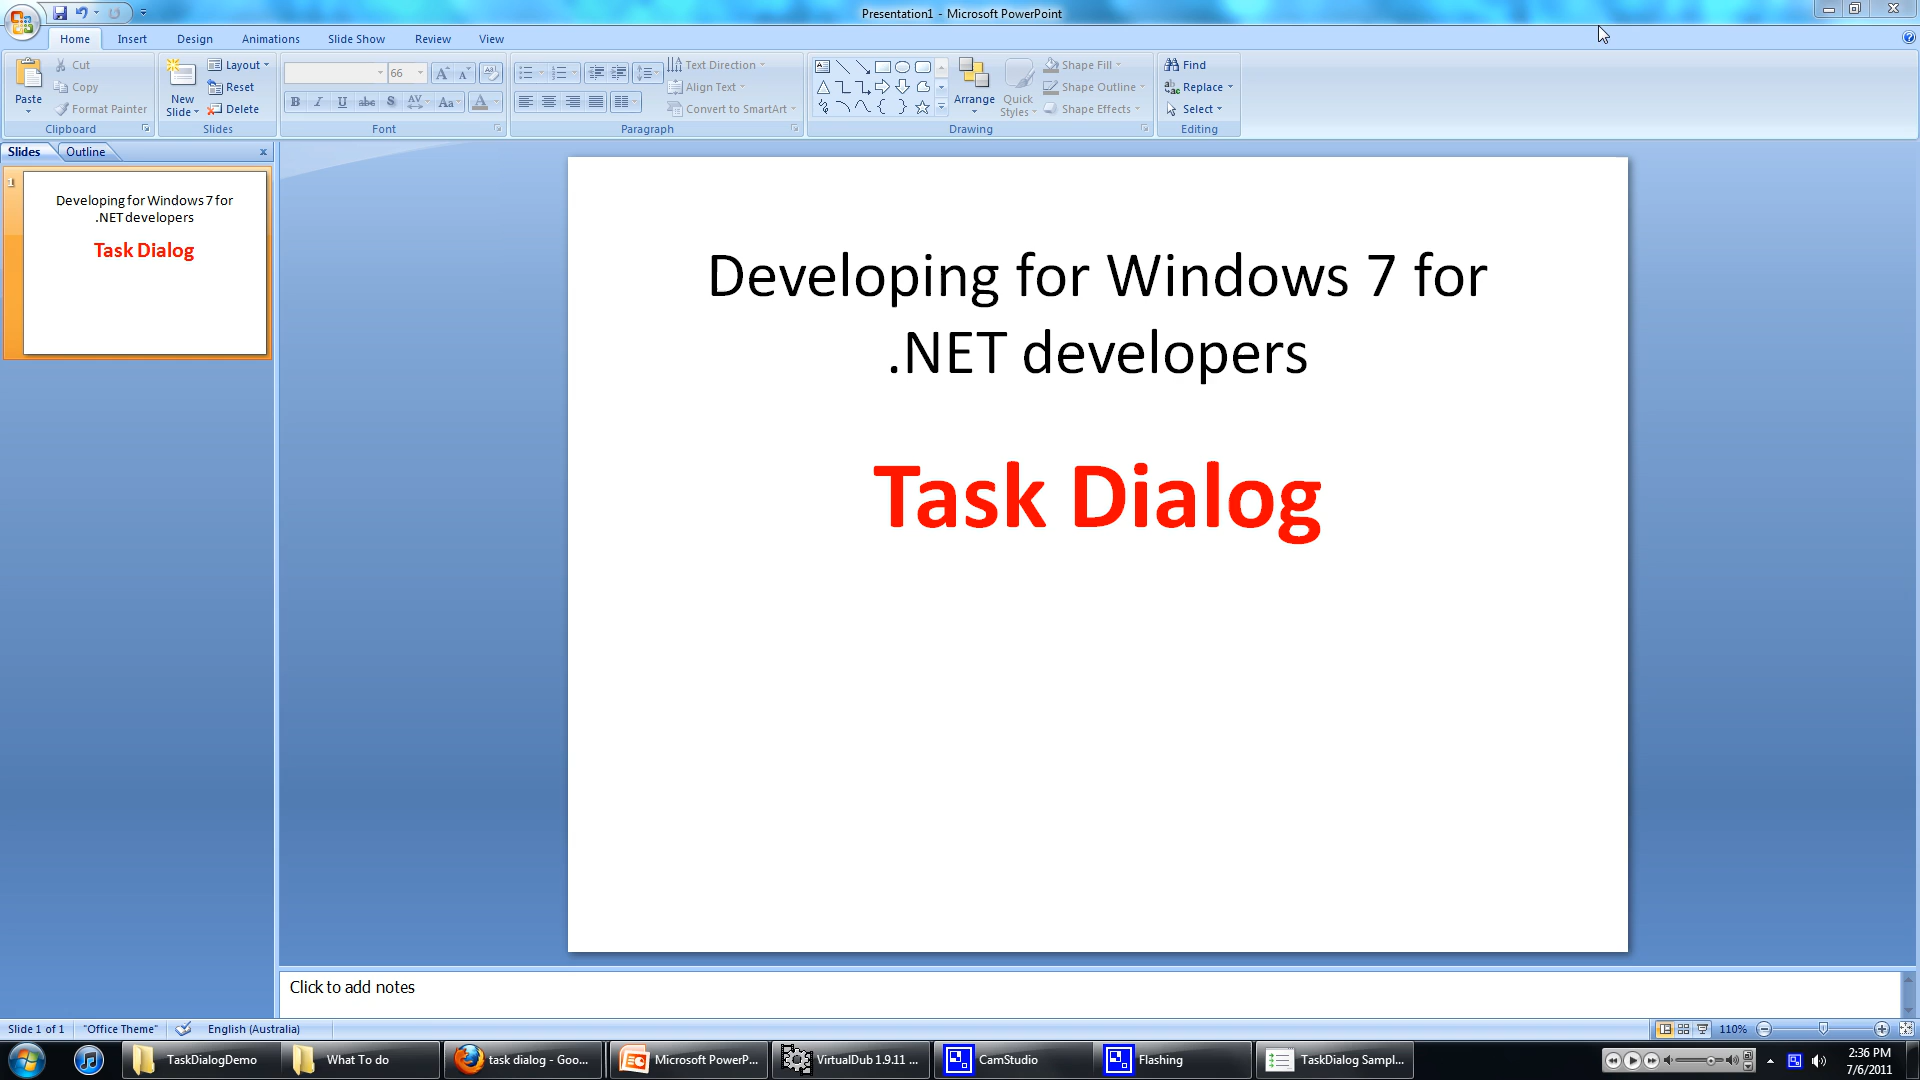 Presentation1 - Microsoft PowerPoint
Home Insert Design Animations Slide Show Review View
Paste
Cut
Copy
Format Painter
Clipboard
New Slide
Layout
Reset
Delete
Slides
66
B I U abc S AV Aa A
Font
Text Direction
Align Text
Convert to SmartArt
Paragraph
Arrange
Quick Styles
Shape Fill
Shape Outline
Shape Effects
Drawing
Find
Replace
Select
Editing
Slides Outline
1
Developing for Windows 7 for
.NET developers
Task Dialog
Developing for Windows 7 for
.NET developers
Task Dialog
Click to add notes
Slide 1 of 1 "Office Theme" English (Australia) 110%
TaskDialogDemo What To do task dialog - Goo... Microsoft PowerP... VirtualDub 1.9.11 ... CamStudio Flashing TaskDialog Sampl... 2:36 PM
7/6/2011